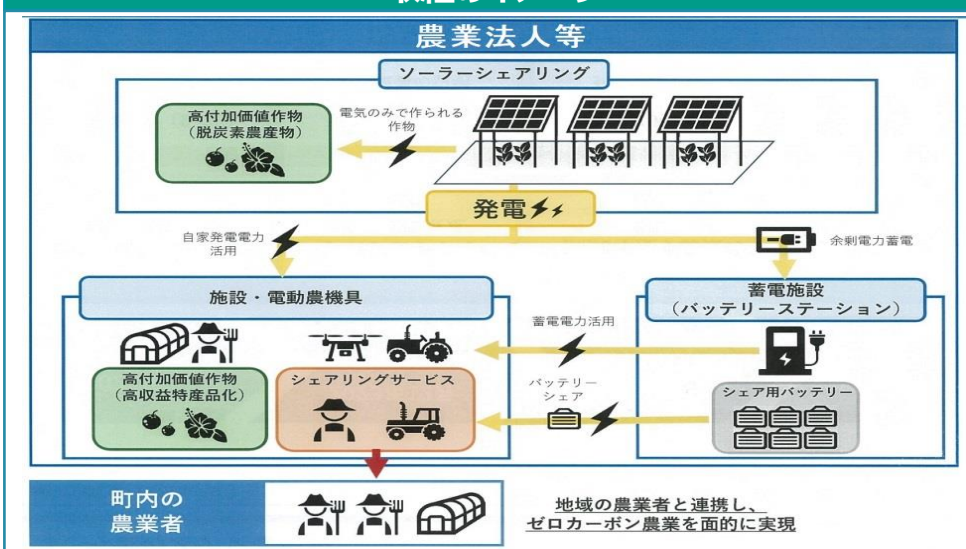 農業法人等
ソーラーシェアリング
高付加価値作物
（脱炭素農産物）
電気のみで作られる
作物
発電
自家発電電力
活用
余剰電力蓄電
施設・電動農機具
蓄電施設
（バッテリーステーション）
蓄電電力活用
高付加価値作物
（高収益特産品化）
シェアリングサービス
バッテリー
シェア
シェア用バッテリー
町内の
農業者
地域の農業者と連携し、
ゼロカーボン農業を面的に実現